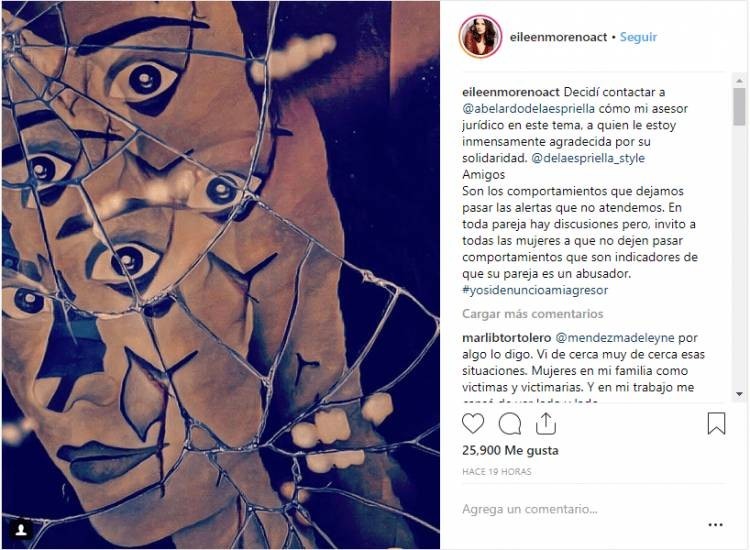 eileenmorenoact • Seguir
eileenmorenoact Decidí contactar a
@abelardodelaespriella cómo mi asesor
jurídico en este tema, a quien le estoy
inmensamente agradecida por su
solidaridad. @delaespriella_style
Amigos
Son los comportamientos que dejamos
pasar las alertas que no atendemos. En
toda pareja hay discusiones pero, invito a
todas las mujeres a que no dejen pasar
comportamientos que son indicadores de
que su pareja es un abusador.
#yosidenuncioamiagresor
Cargar más comentarios
marlibtortolero @mendezmadeleyne por
algo lo digo. Vi de cerca muy de cerca esas
situaciones. Mujeres en mi familia como
victimas y victimarias. Y en mi trabajo me
25,900 Me gusta
HACE 19 HORAS
Agrega un comentario...